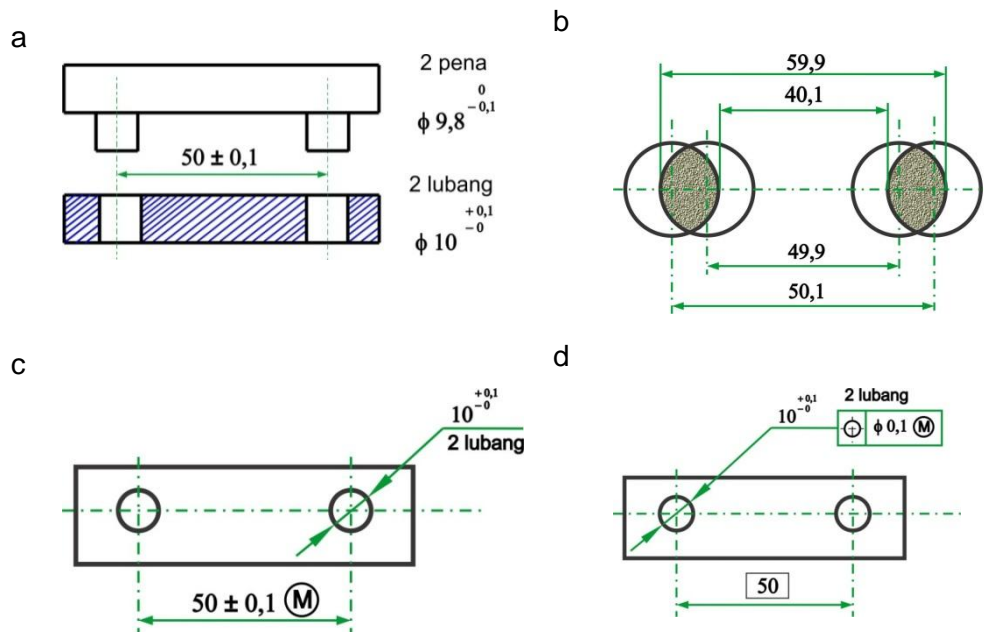 a
2 pena
0
ϕ 9,8 -0,1
50 ± 0,1
2 lubang
+0,1
ϕ 10 -0
b
59,9
40,1
49,9
50,1
c
+0,1
10 -0
2 lubang
50 ± 0,1 Ⓜ
d
2 lubang
+0,1
10 -0
ϕ 0,1 Ⓜ
50